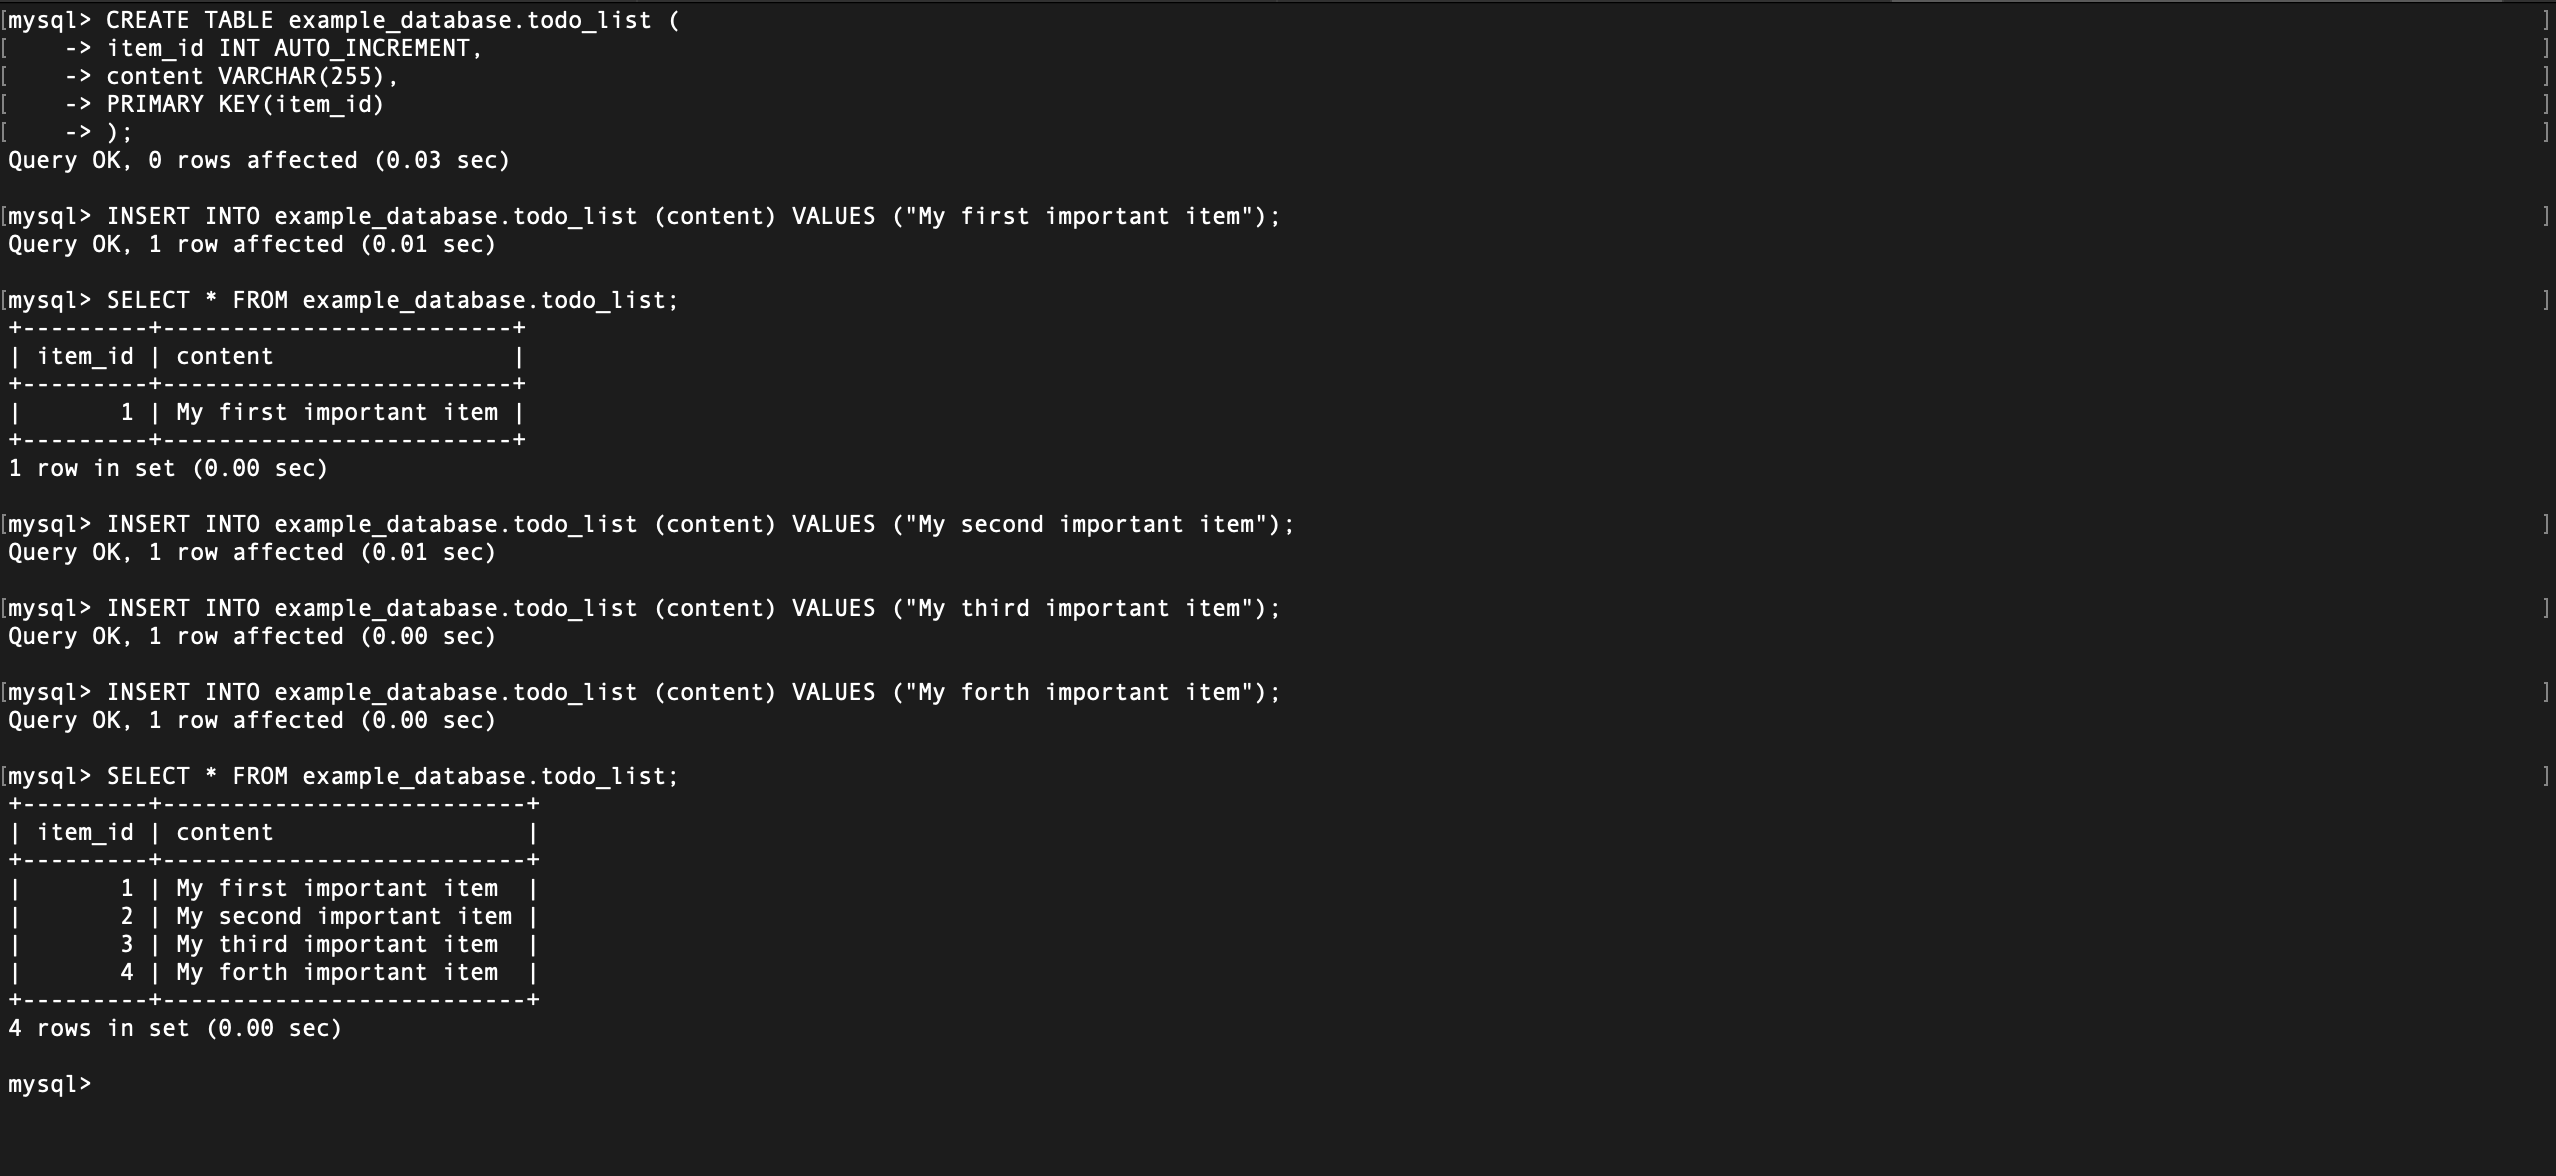 [mysql> CREATE TABLE example_database.todo_list ( ]
[    -> item_id INT AUTO_INCREMENT, ]
[    -> content VARCHAR(255), ]
[    -> PRIMARY KEY(item_id) ]
[    -> ); ]
Query OK, 0 rows affected (0.03 sec)

[mysql> INSERT INTO example_database.todo_list (content) VALUES ("My first important item"); ]
Query OK, 1 row affected (0.01 sec)

[mysql> SELECT * FROM example_database.todo_list; ]
+---------+-------------------------+
| item_id | content                 |
+---------+-------------------------+
|       1 | My first important item |
+---------+-------------------------+
1 row in set (0.00 sec)

[mysql> INSERT INTO example_database.todo_list (content) VALUES ("My second important item"); ]
Query OK, 1 row affected (0.01 sec)

[mysql> INSERT INTO example_database.todo_list (content) VALUES ("My third important item"); ]
Query OK, 1 row affected (0.00 sec)

[mysql> INSERT INTO example_database.todo_list (content) VALUES ("My forth important item"); ]
Query OK, 1 row affected (0.00 sec)

[mysql> SELECT * FROM example_database.todo_list; ]
+---------+--------------------------+
| item_id | content                  |
+---------+--------------------------+
|       1 | My first important item  |
|       2 | My second important item |
|       3 | My third important item  |
|       4 | My forth important item  |
+---------+--------------------------+
4 rows in set (0.00 sec)

mysql>